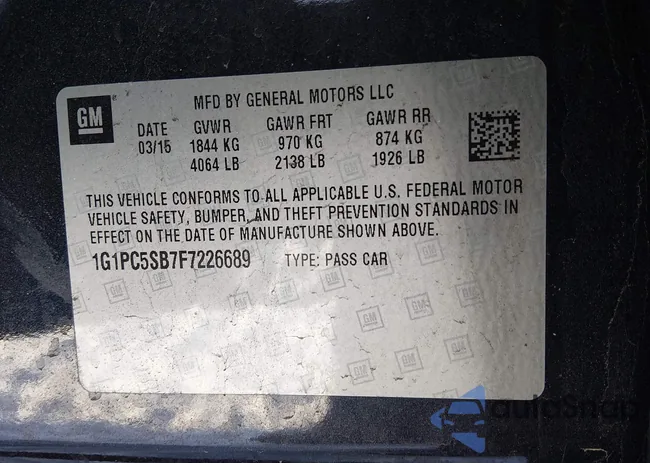 GM
MFD BY GENERAL MOTORS LLC
DATE GVWR GAWR FRT GAWR RR
03/15 1844 KG 970 KG 874 KG
4064 LB 2138 LB 1926 LB
THIS VEHICLE CONFORMS TO ALL APPLICABLE U.S. FEDERAL MOTOR
VEHICLE SAFETY, BUMPER, AND THEFT PREVENTION STANDARDS IN
EFFECT ON THE DATE OF MANUFACTURE SHOWN ABOVE.
1G1PC5SB7F7226689 TYPE: PASS CAR
autoSnap